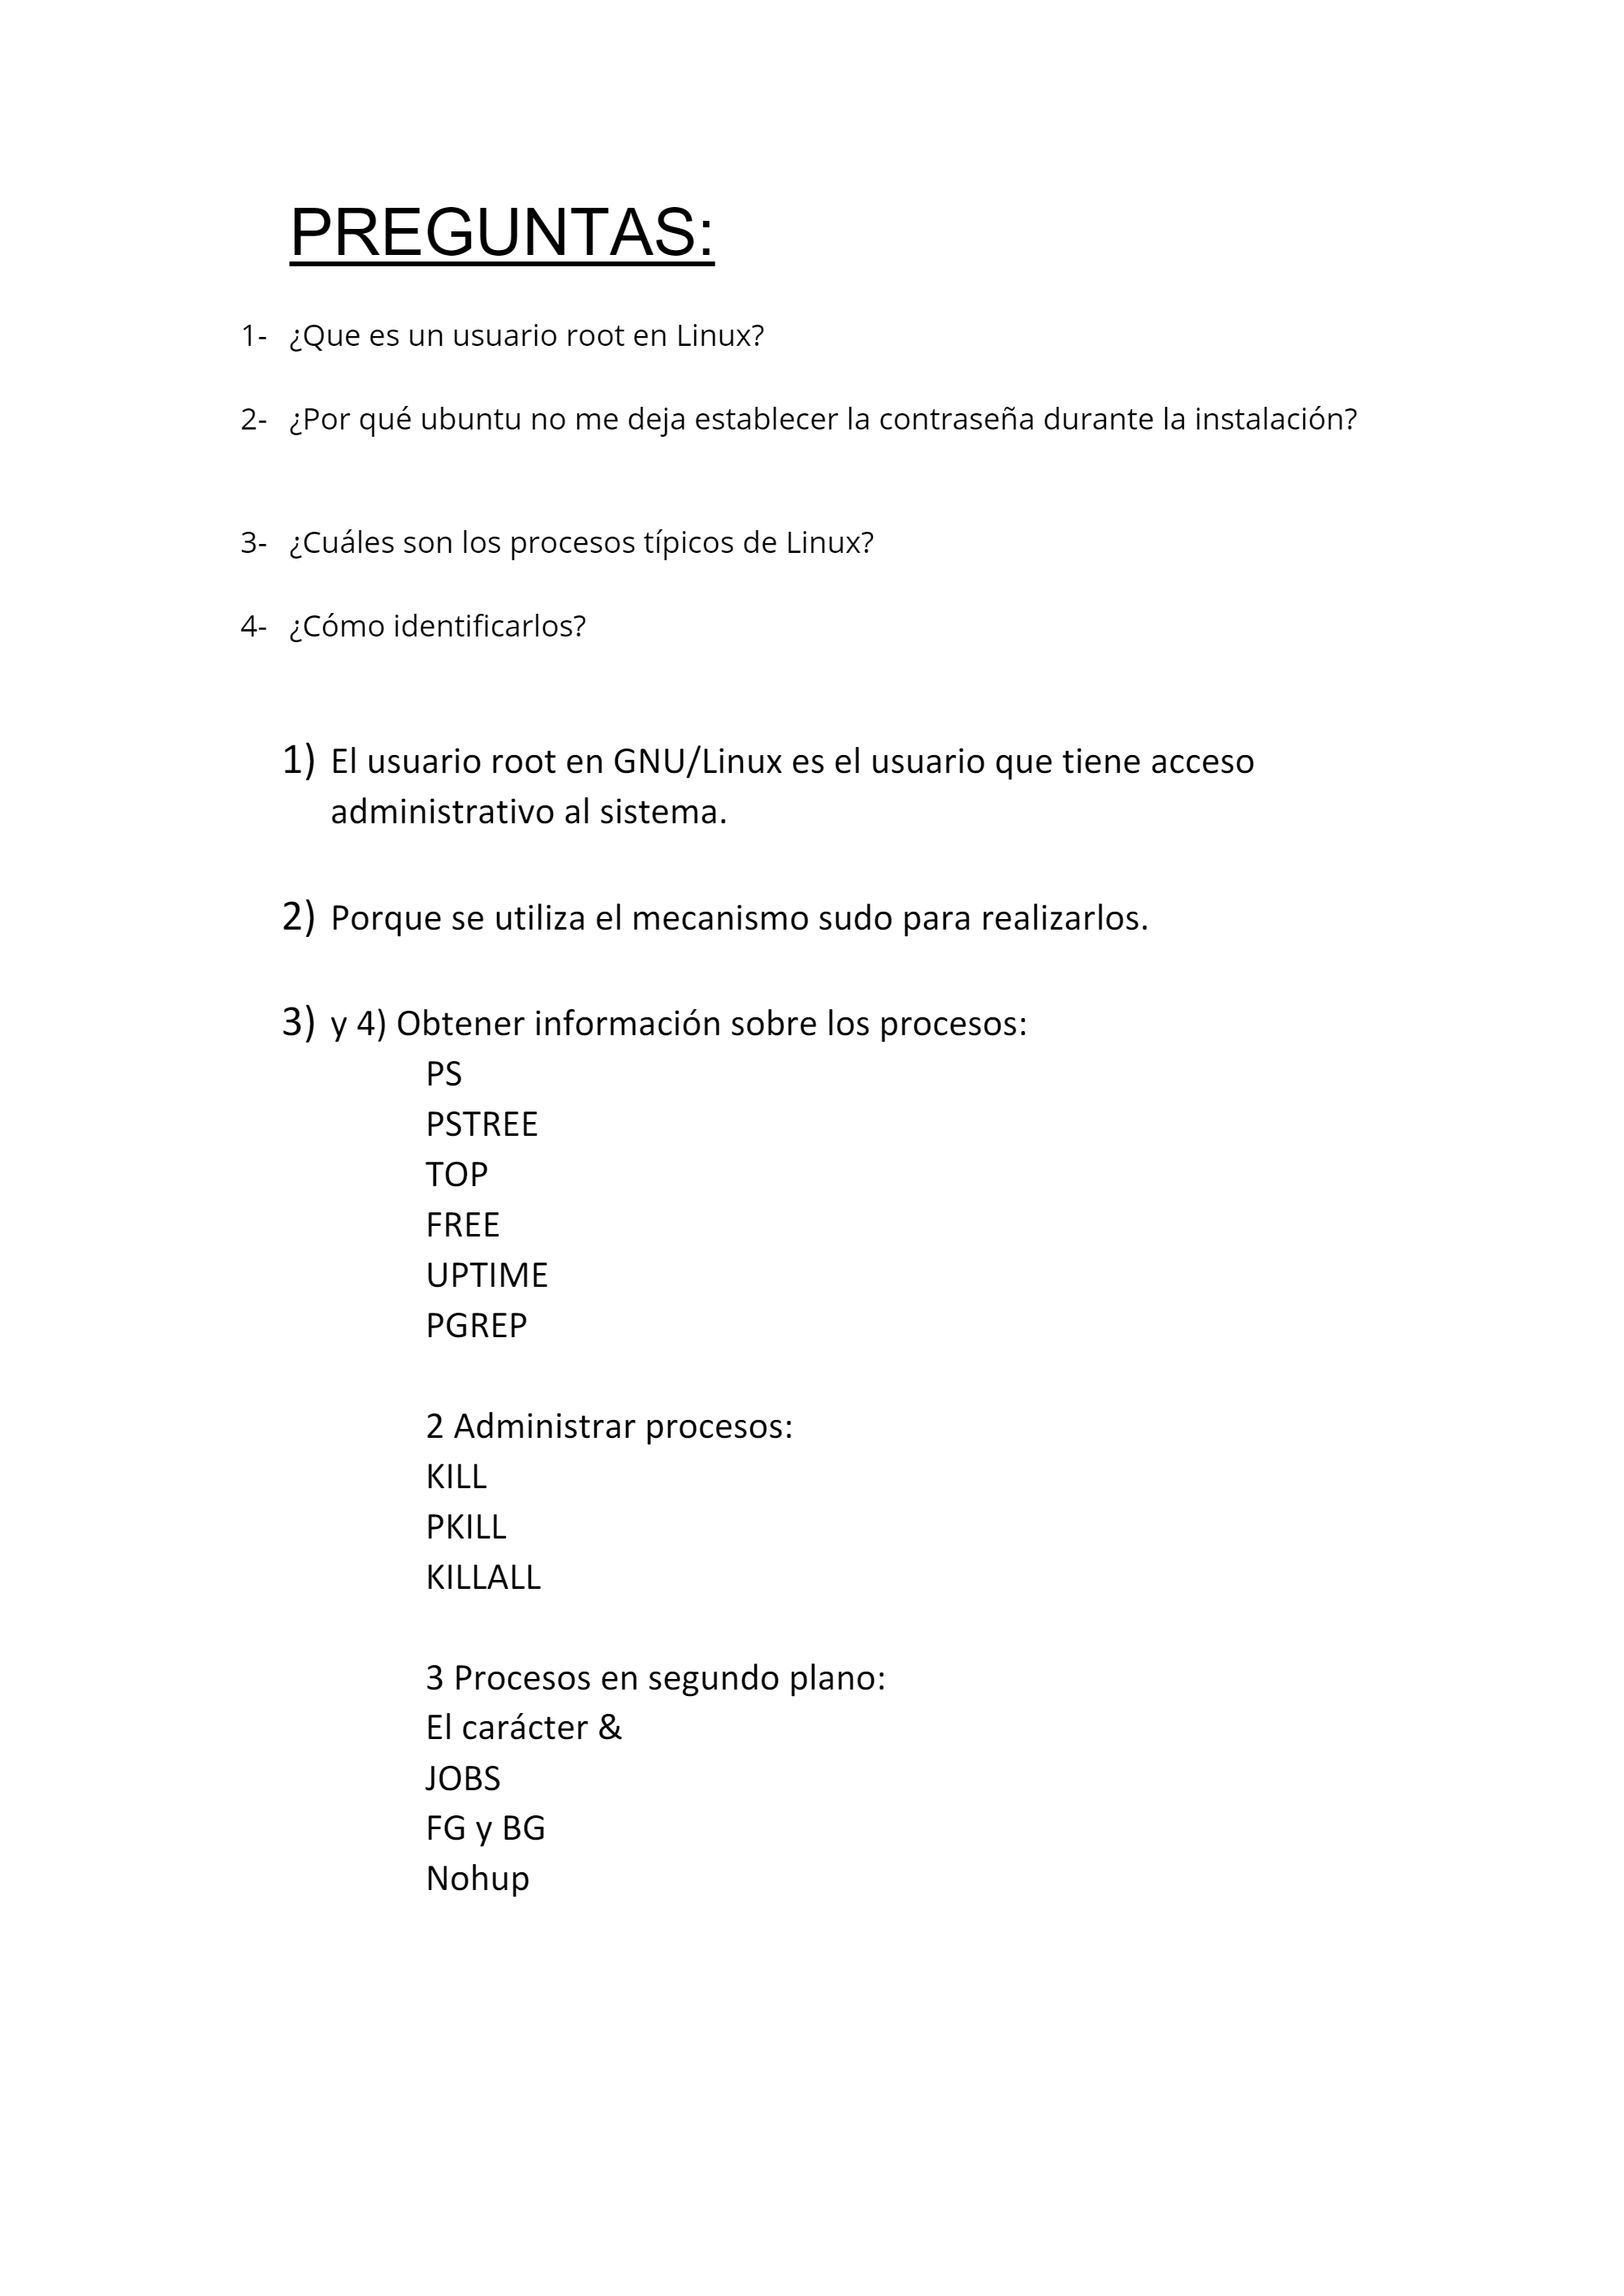 PREGUNTAS:
1- ¿Que es un usuario root en Linux?
2- ¿Por qué ubuntu no me deja establecer la contraseña durante la instalación?
3- ¿Cuáles son los procesos típicos de Linux?
4- ¿Cómo identificarlos?
1) El usuario root en GNU/Linux es el usuario que tiene acceso
administrativo al sistema.
2) Porque se utiliza el mecanismo sudo para realizarlos.
3) y 4) Obtener información sobre los procesos:
PS
PSTREE
TOP
FREE
UPTIME
PGREP
2 Administrar procesos:
KILL
PKILL
KILLALL
3 Procesos en segundo plano:
El carácter &
JOBS
FG y BG
Nohup